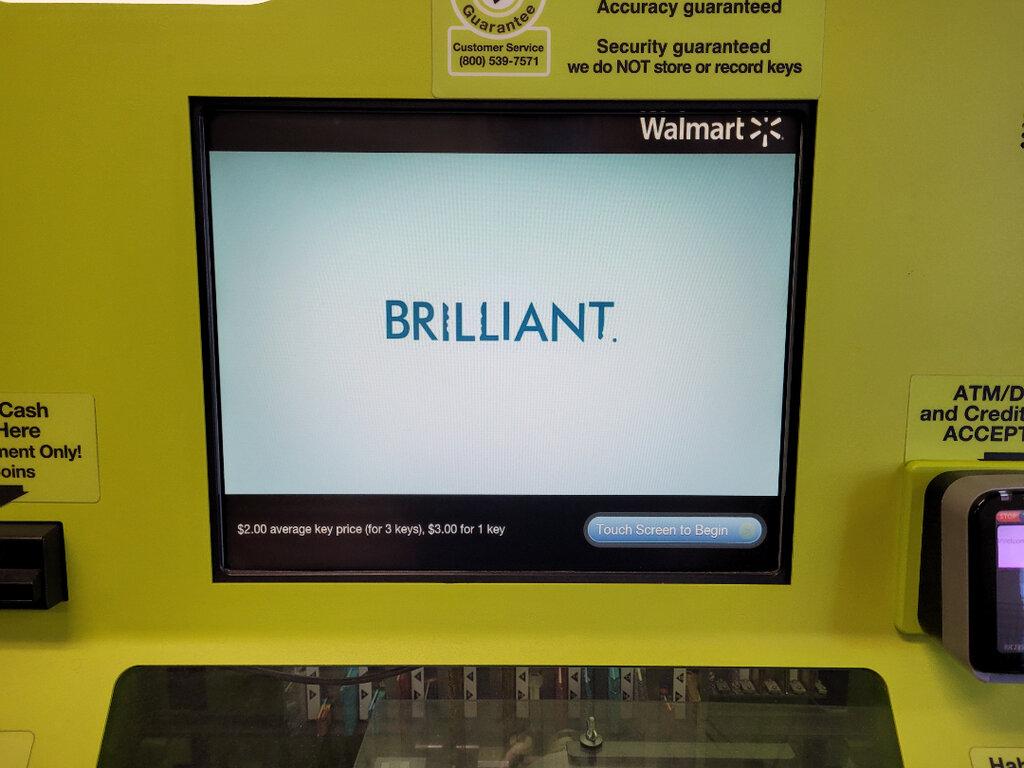 Guarantee
Customer Service
(800) 539-7571
Accuracy guaranteed
Security guaranteed
we do NOT store or record keys
Walmart
BRILLIANT.
Cash
Here
ment Only!
oins
ATM/D
and Credit
ACCEPT
$2.00 average key price (for 3 keys), $3.00 for 1 key
Touch Screen to Begin
STOP
Hab